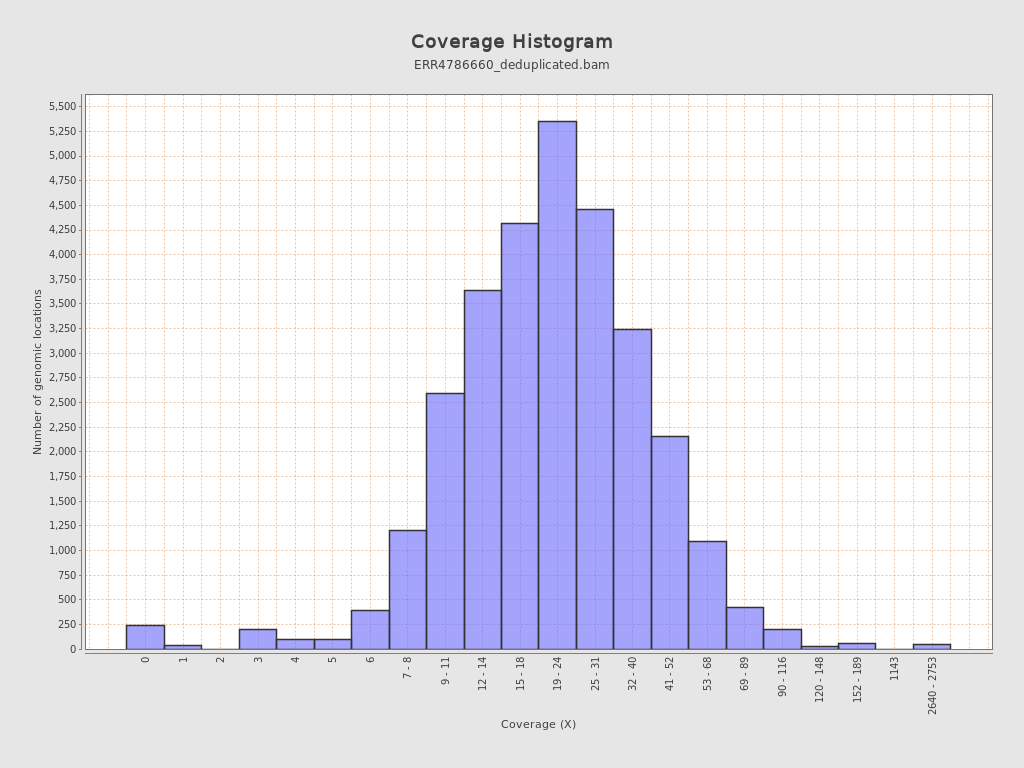 Coverage Histogram
ERR4786660_deduplicated.bam
Number of genomic locations
5,500
5,250
5,000
4,750
4,500
4,250
4,000
3,750
3,500
3,250
3,000
2,750
2,500
2,250
2,000
1,750
1,500
1,250
1,000
750
500
250
0
0
1
2
3
4
5
6
7 - 8
9 - 11
12 - 14
15 - 18
19 - 24
25 - 31
32 - 40
41 - 52
53 - 68
69 - 89
90 - 116
120 - 148
152 - 189
1143
2640 - 2753
Coverage (X)